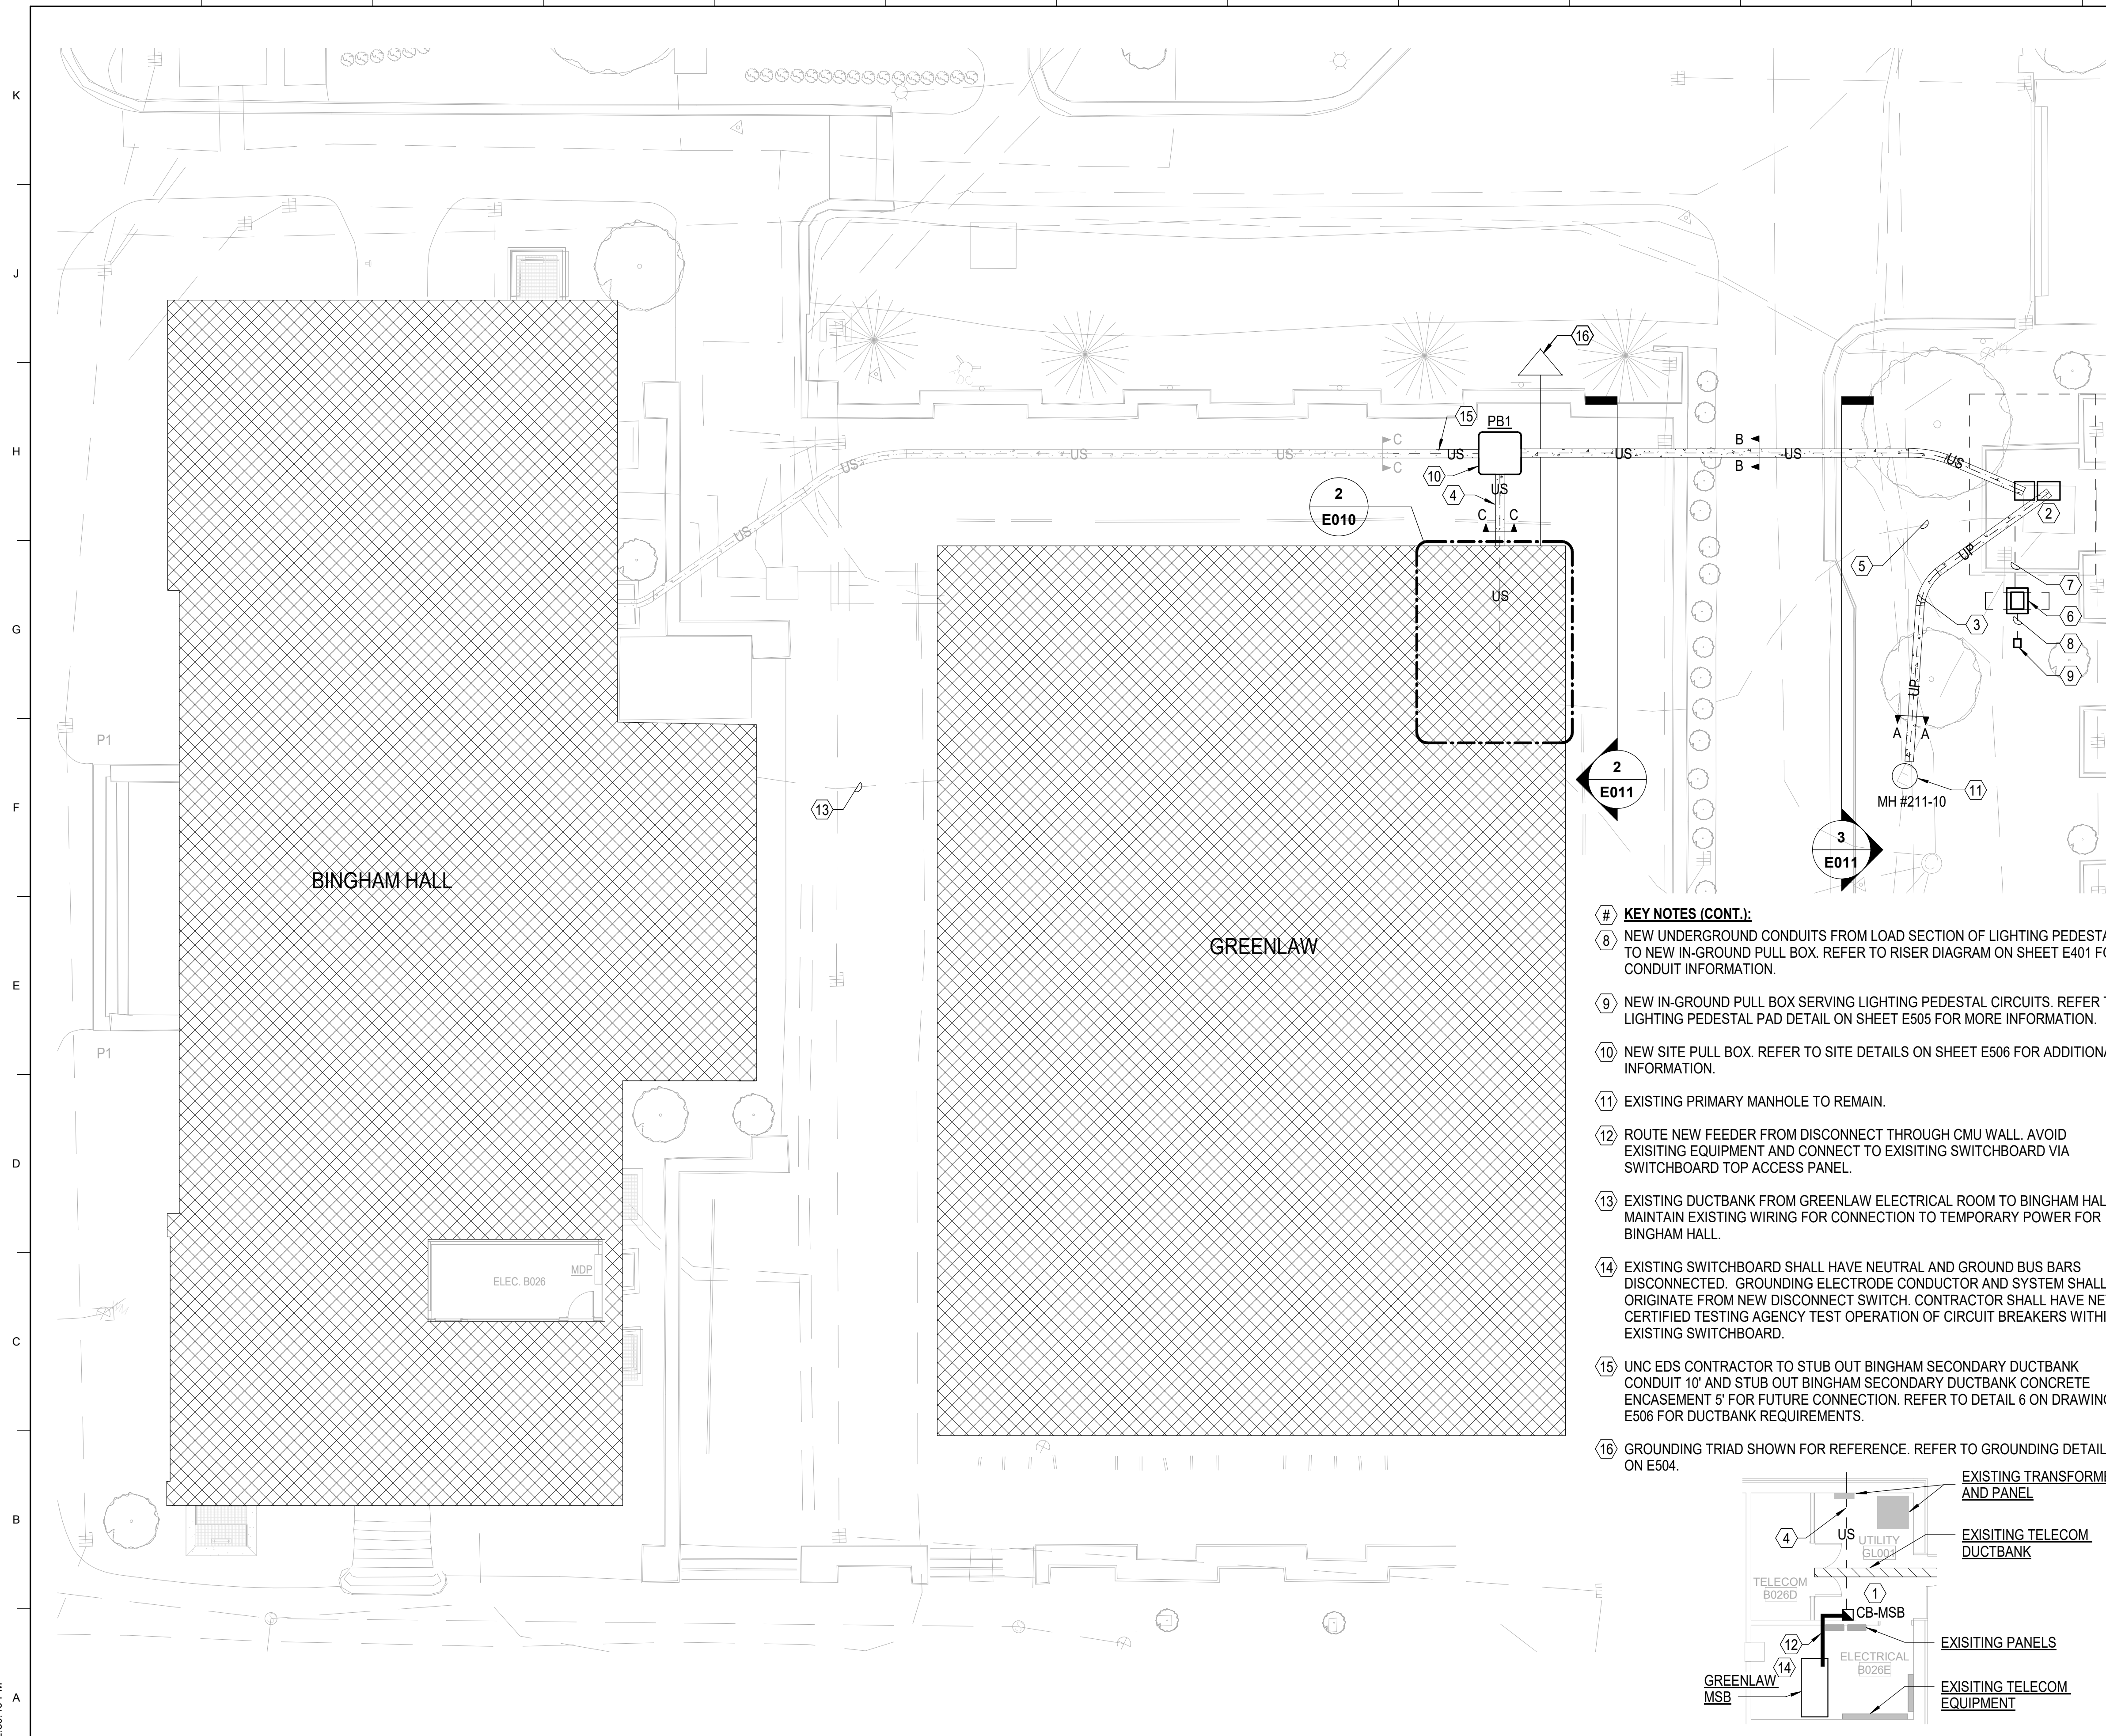 K
J
H
G
F
E
D
C
B
A
16
15
PB1
C
C
B
B
US
US
US
US
US
US
US
US
US
US
10
4
C
C
2
E010
2
5
UP
7
6
3
8
9
UP
A
A
MH #211-10
11
2
E011
3
E011
P1
P1
13
BINGHAM HALL
GREENLAW
ELEC. B026
MDP
# KEY NOTES (CONT.):
8 NEW UNDERGROUND CONDUITS FROM LOAD SECTION OF LIGHTING
TO NEW IN-GROUND PULL BOX. REFER TO RISER DIAGRAM ON SHEET E401
CONDUIT INFORMATION.
9 NEW IN-GROUND PULL BOX SERVING LIGHTING PEDESTAL CIRCUITS. REFER
LIGHTING PEDESTAL PAD DETAIL ON SHEET E505 FOR MORE INFORMATION.
10 NEW SITE PULL BOX. REFER TO SITE DETAILS ON SHEET E506 FOR
INFORMATION.
11 EXISTING PRIMARY MANHOLE TO REMAIN.
12 ROUTE NEW FEEDER FROM DISCONNECT THROUGH CMU WALL. AVOID
EXISITING EQUIPMENT AND CONNECT TO EXISITING SWITCHBOARD VIA
SWITCHBOARD TOP ACCESS PANEL.
13 EXISTING DUCTBANK FROM GREENLAW ELECTRICAL ROOM TO BINGHAM
MAINTAIN EXISTING WIRING FOR CONNECTION TO TEMPORARY POWER FOR
BINGHAM HALL.
14 EXISTING SWITCHBOARD SHALL HAVE NEUTRAL AND GROUND BUS BARS
DISCONNECTED. GROUNDING ELECTRODE CONDUCTOR AND SYSTEM SHALL
ORIGINATE FROM NEW DISCONNECT SWITCH. CONTRACTOR SHALL HAVE
CERTIFIED TESTING AGENCY TEST OPERATION OF CIRCUIT BREAKERS
EXISTING SWITCHBOARD.
15 UNC EDS CONTRACTOR TO STUB OUT BINGHAM SECONDARY DUCTBANK
CONDUIT 10' AND STUB OUT BINGHAM SECONDARY DUCTBANK CONCRETE
ENCASEMENT 5' FOR FUTURE CONNECTION. REFER TO DETAIL 6 ON
E506 FOR DUCTBANK REQUIREMENTS.
16 GROUNDING TRIAD SHOWN FOR REFERENCE. REFER TO GROUNDING DETAIL
ON E504.
EXISTING
AND PANEL
4
US
UTILITY
GL001
EXISITING TELECOM
DUCTBANK
TELECOM
B026D
1
CB-MSB
12
EXISITING PANELS
ELECTRICAL
B026E
14
GREENLAW
MSB
EXISITING TELECOM
EQUIPMENT